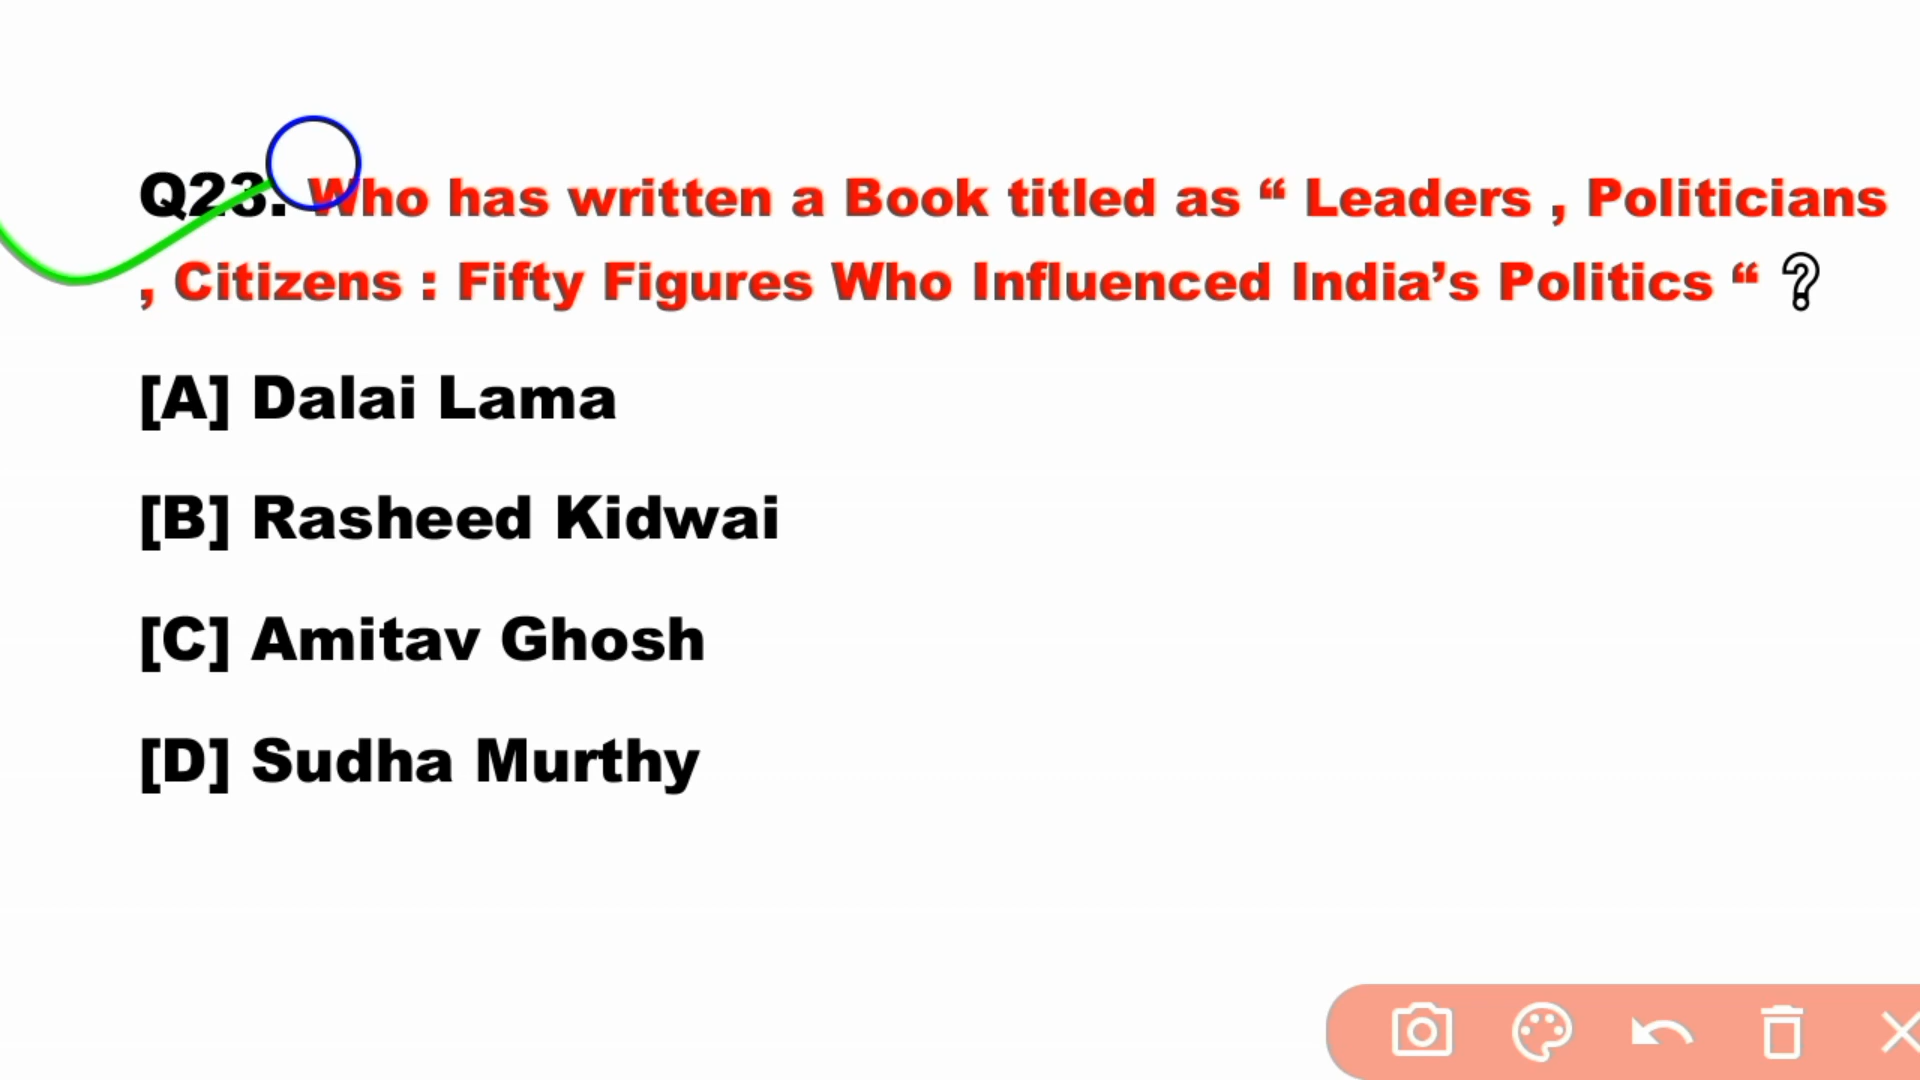 Q23. Who has written a Book titled as “ Leaders , Politicians
, Citizens : Fifty Figures Who Influenced India’s Politics “ ?
[A] Dalai Lama
[B] Rasheed Kidwai
[C] Amitav Ghosh
[D] Sudha Murthy